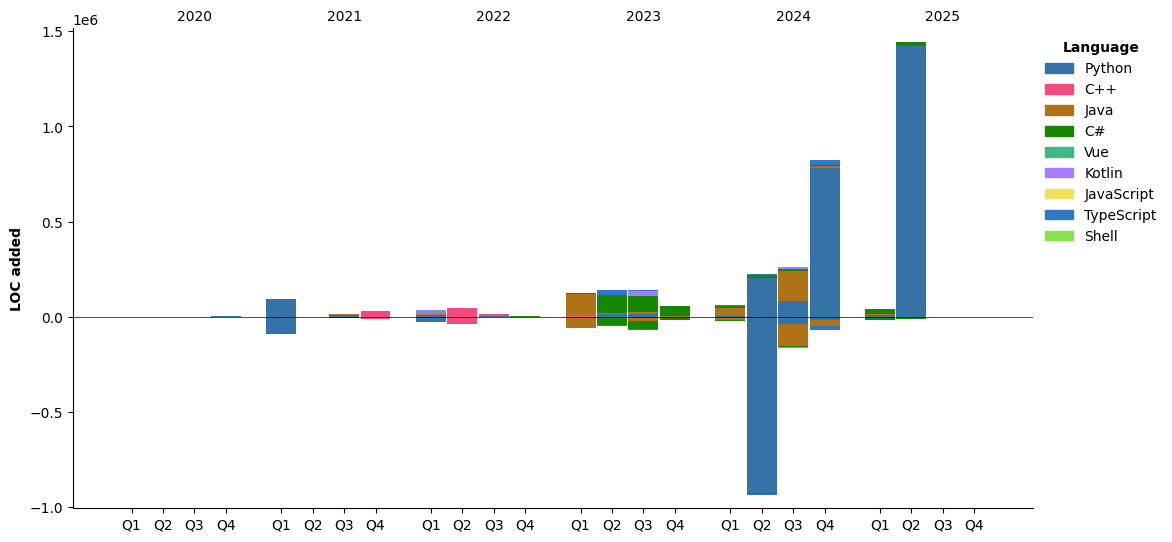 2020 2021 2022 2023 2024 2025
1e6
1.5
1.0
0.5
0.0
−0.5
−1.0
LOC added
Language
Python
C++
Java
C#
Vue
Kotlin
JavaScript
TypeScript
Shell
Q1 Q2 Q3 Q4 Q1 Q2 Q3 Q4 Q1 Q2 Q3 Q4 Q1 Q2 Q3 Q4 Q1 Q2 Q3 Q4 Q1 Q2 Q3 Q4